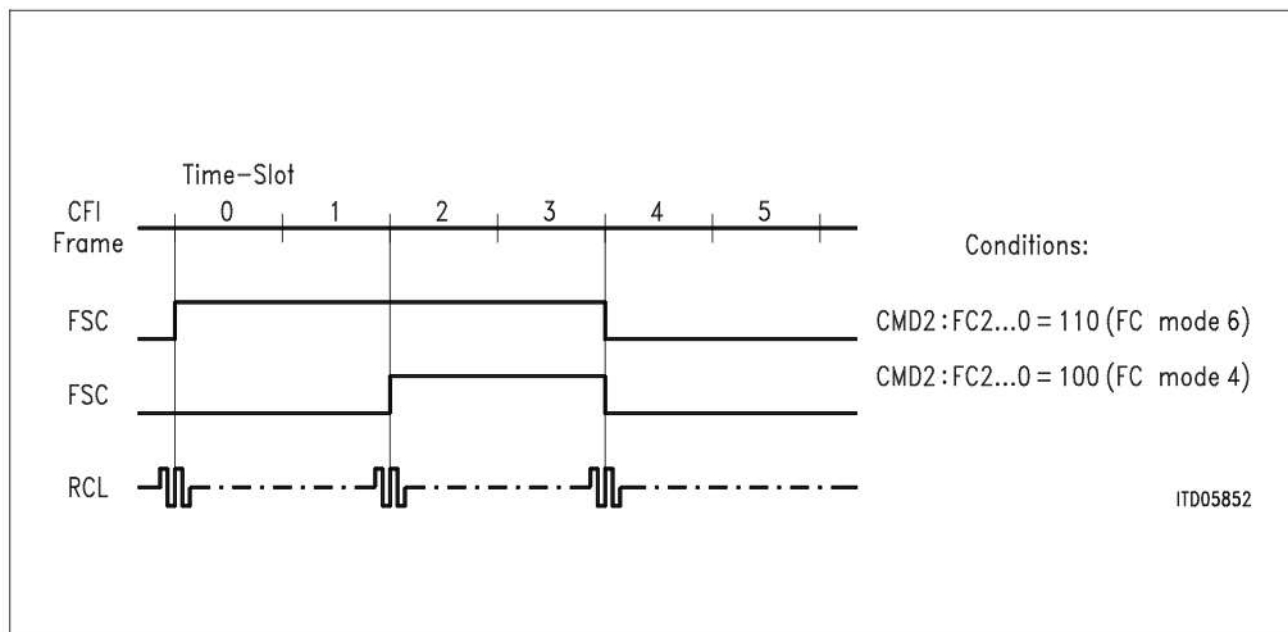 Time-Slot
CFI 0 1 2 3 4 5
Frame
Conditions:
FSC CMD2:FC2...0 = 110 (FC mode 6)
FSC CMD2:FC2...0 = 100 (FC mode 4)
RCL
ITD05852